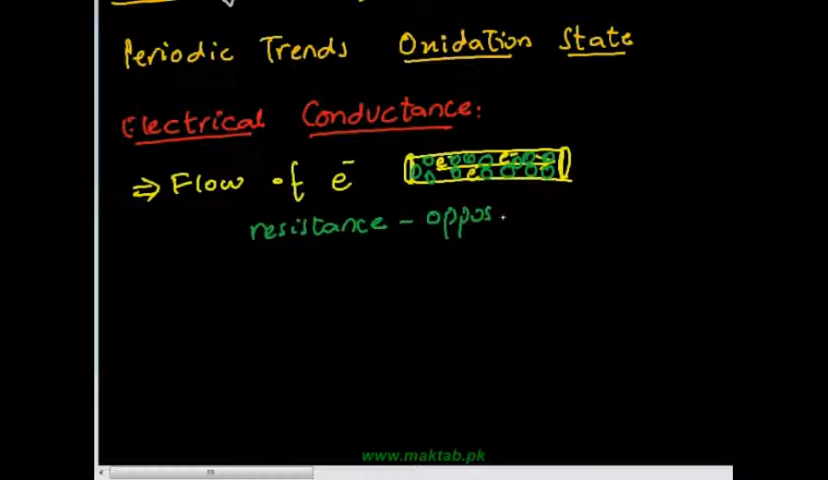 Periodic Trends Oxidation State
Electrical Conductance:
⇒ Flow of e⁻
e⁻ e⁻
e
resistance - oppos
www.maktab.pk